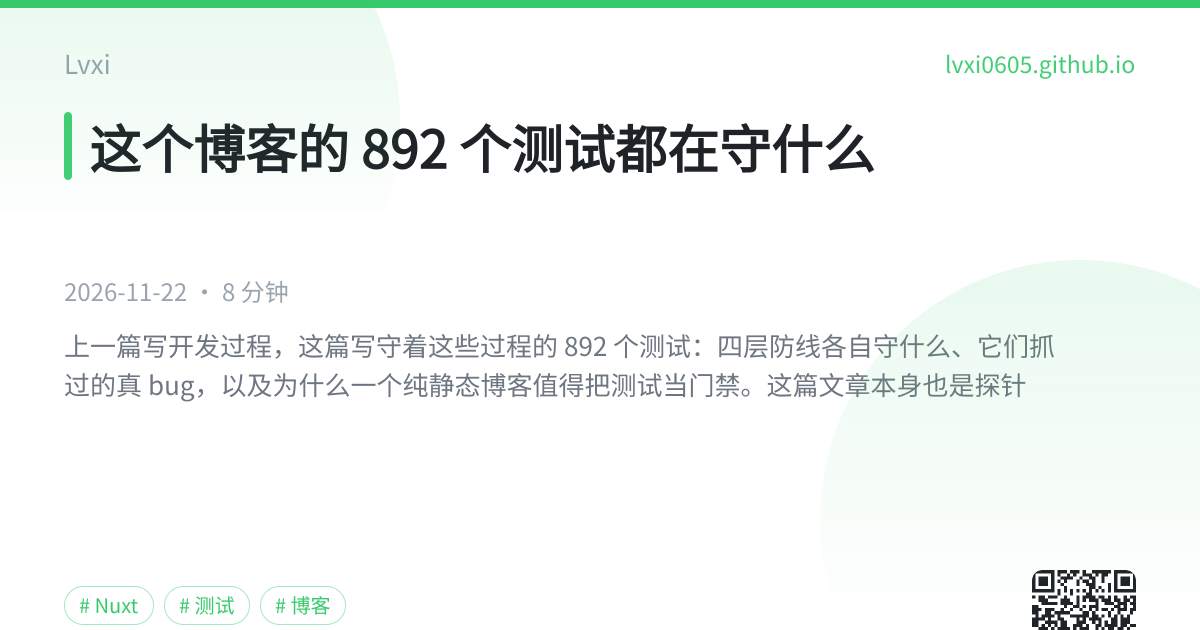 Lvxi
lvxi0605.github.io
这个博客的 892 个测试都在守什么
2026-11-22 · 8 分钟
上一篇写开发过程，这篇写守着这些过程的 892 个测试：四层防线各自守什么、它们抓
过的真 bug，以及为什么一个纯静态博客值得把测试当门禁。这篇文章本身也是探针
# Nuxt
# 测试
# 博客